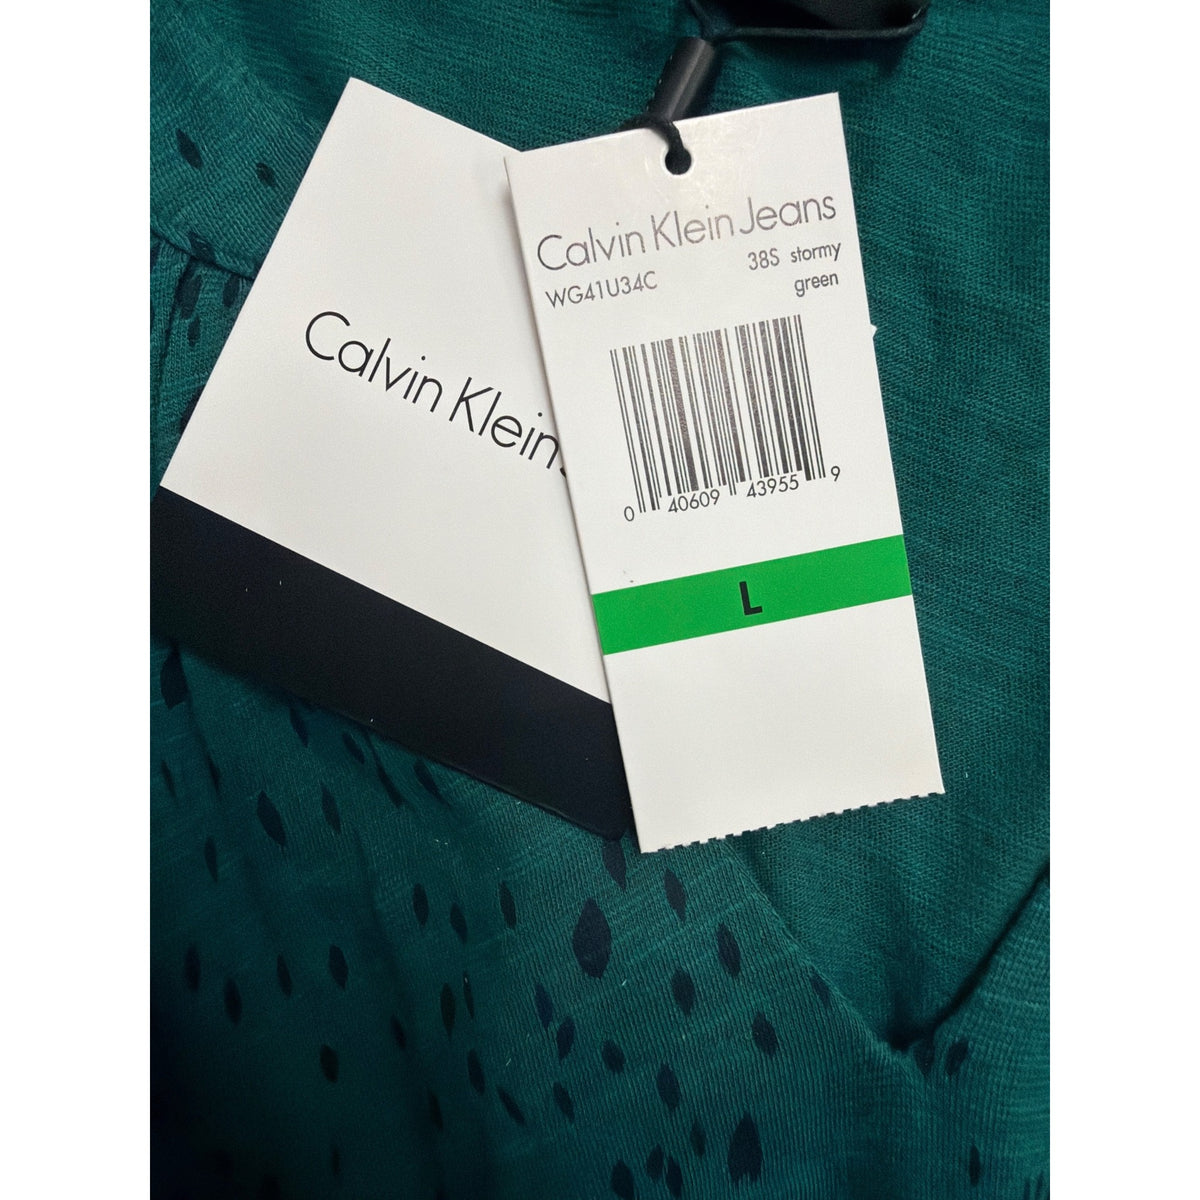 Calvin Klein
Calvin Klein Jeans
38S stormy
WG41U34C
green
0 40609 43955 9
L